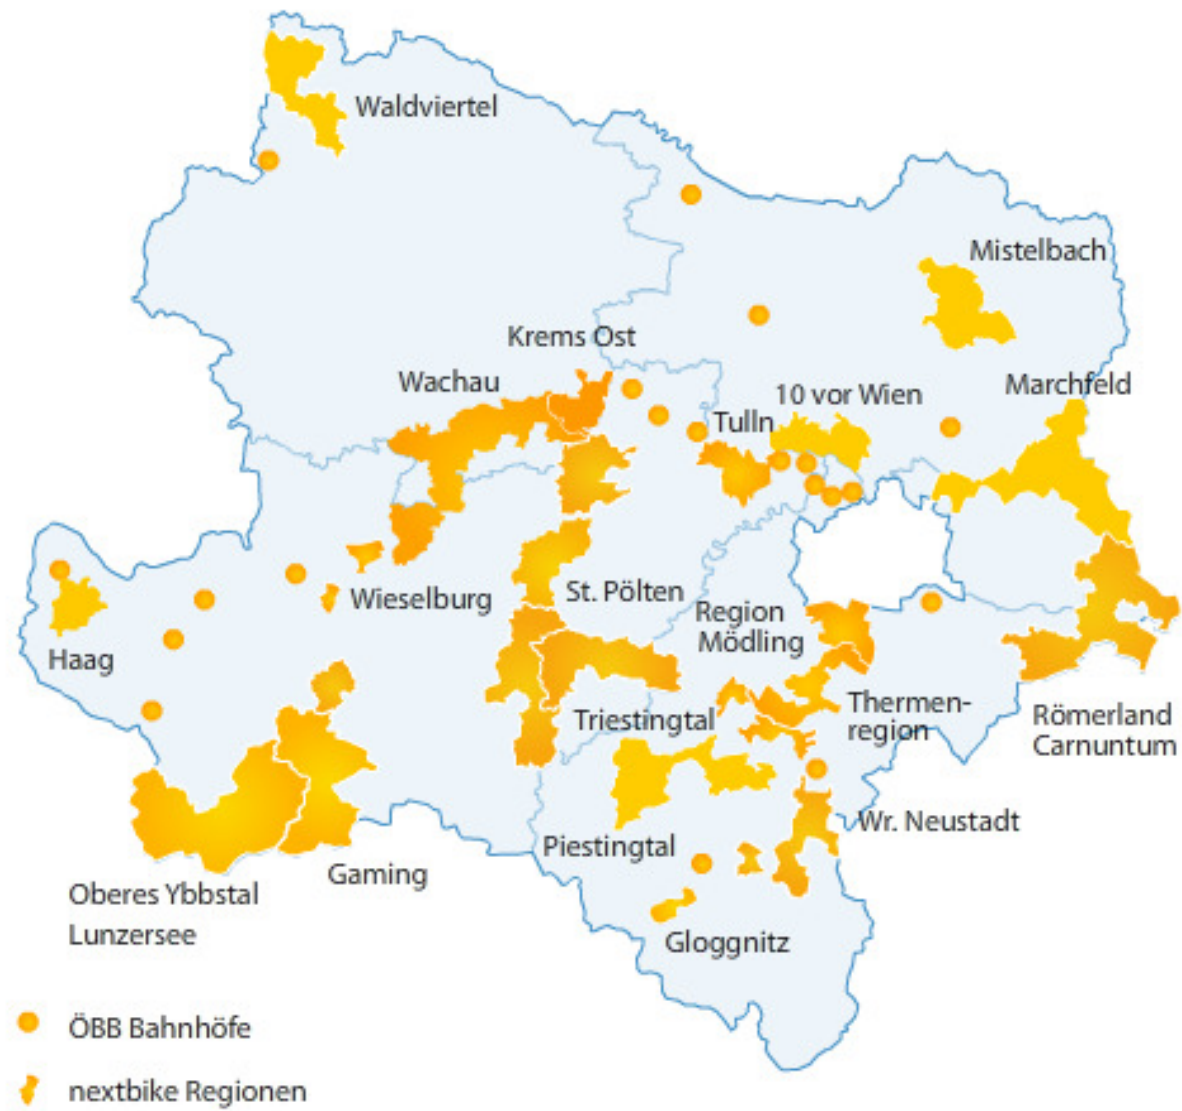 Waldviertel
Mistelbach
Krems Ost
Wachau
10 vor Wien
Marchfeld
Tulln
Wieselburg
St. Pölten
Region
Mödling
Haag
Triestingtal
Thermen-
region
Römerland
Carnuntum
Wr. Neustadt
Piestingtal
Gaming
Oberes Ybbstal
Lunzersee
Gloggnitz
ÖBB Bahnhöfe
nextbike Regionen